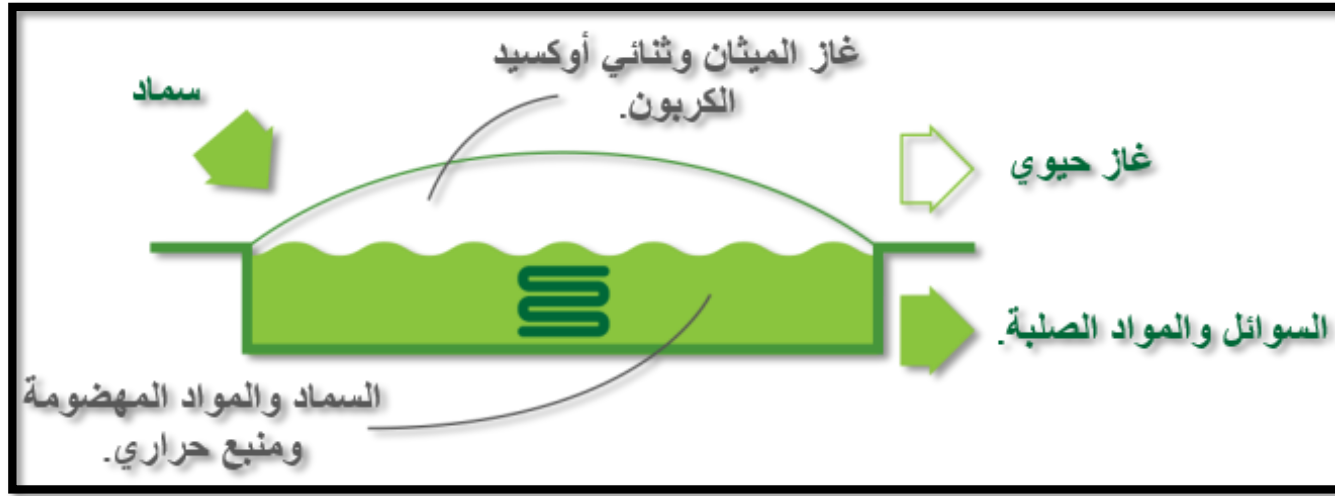 غاز الميثان وثنائي أوكسيد
الكربون.
سماد
غاز حيوي
السوائل والمواد الصلبة.
السماد والمواد المهضومة
ومنبع حراري.